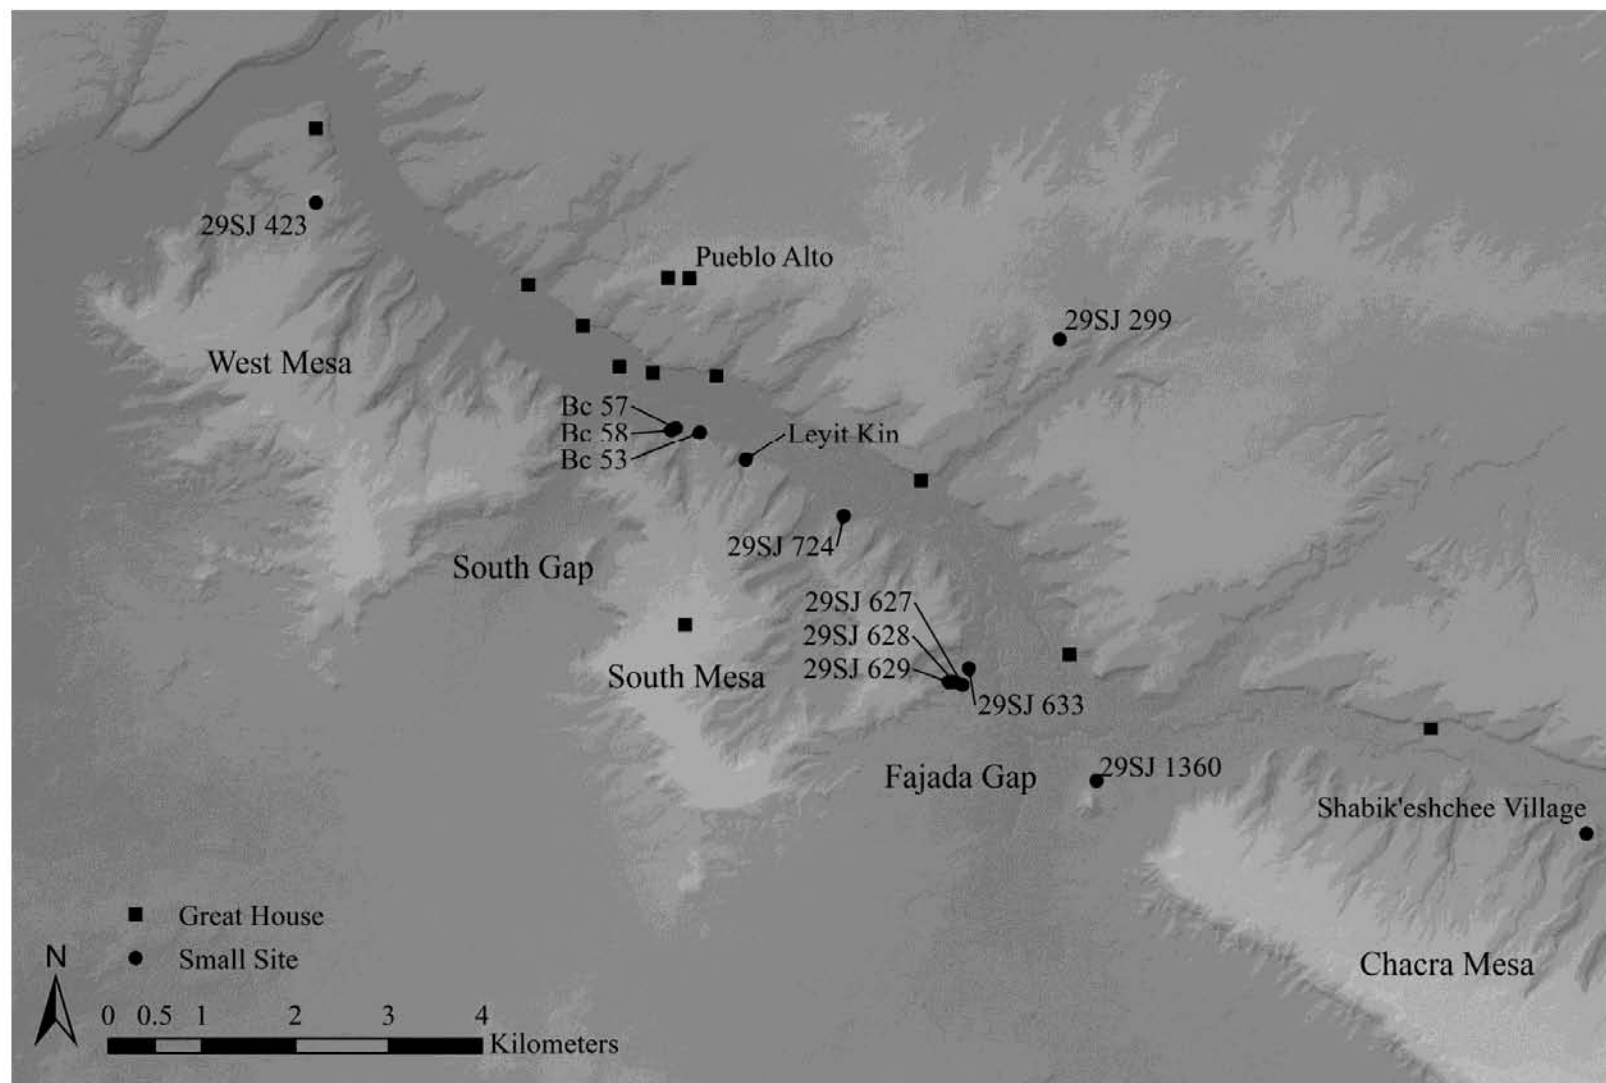 29SJ 423
Pueblo Alto
29SJ 299
West Mesa
Bc 57
Bc 58
Bc 53
Leyit Kin
29SJ 724
South Gap
29SJ 627
29SJ 628
29SJ 629
South Mesa
29SJ 633
Fajada Gap
29SJ 1360
Shabik'eshchee Village
Great House
Small Site
Chacra Mesa
N
0 0.5 1 2 3 4
Kilometers